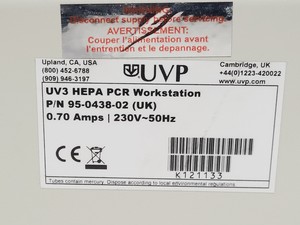 Disconnect supply before servicing.
AVERTISSEMENT:
Couper l'alimentation avant
l'entretien et le depannage.
Upland, CA, USA
(800) 452-6788
(909) 946-3197
UVP
Cambridge, UK
+44(0)1223-420022
www.uvp.com
UV3 HEPA PCR Workstation
P/N 95-0438-02 (UK)
0.70 Amps | 230V~50Hz
CE
K121133
Tubes contain mercury. Dispose according to local environmental regulations